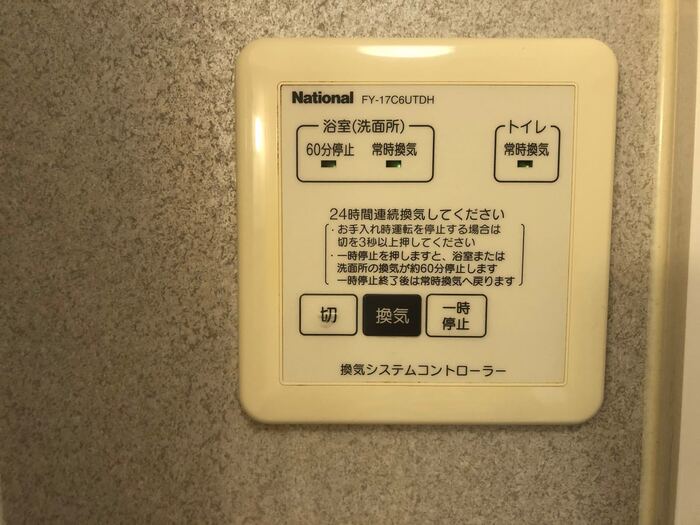 National FY-17C6UTDH
浴室(洗面所)
トイレ
60分停止 常時換気
常時換気
24時間連続換気してください
・お手入れ時運転を停止する場合は
切を3秒以上押してください
・一時停止を押しますと、浴室または
洗面所の換気が約60分停止します
一時停止終了後は常時換気へ戻ります
切
換気
一時
停止
換気システムコントローラー